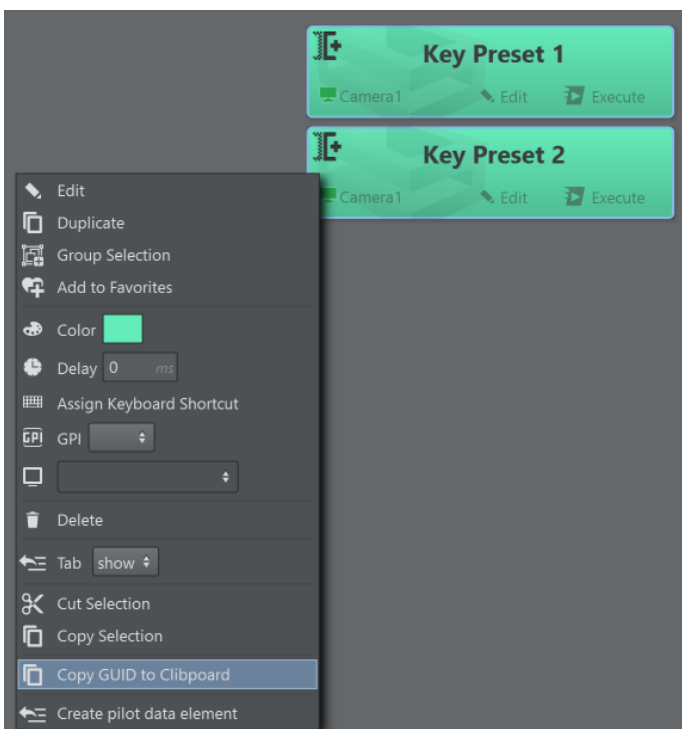 Key Preset 1
Camera1 Edit Execute
Key Preset 2
Camera1 Edit Execute
Edit
Duplicate
Group Selection
Add to Favorites
Color
Delay 0 ms
Assign Keyboard Shortcut
GPI GPI
Delete
Tab show
Cut Selection
Copy Selection
Copy GUID to Clibpoard
Create pilot data element